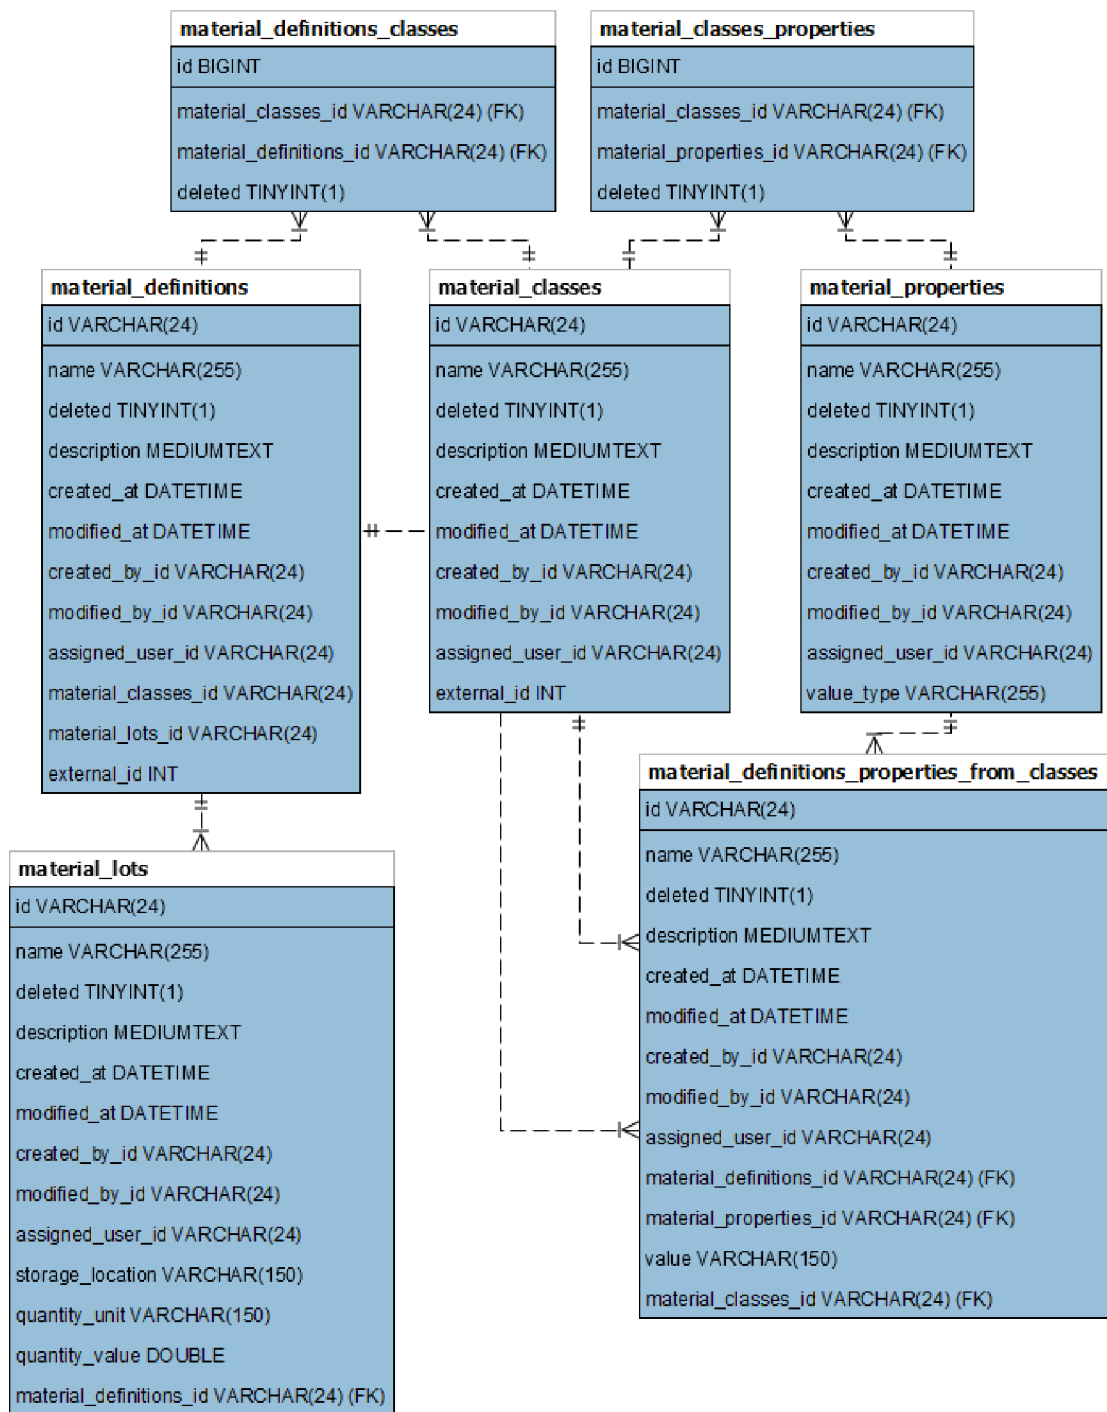 material_definitions_classes
id BIGINT
material_classes_id VARCHAR(24) (FK)
material_definitions_id VARCHAR(24) (FK)
deleted TINYINT(1)
material_classes_properties
id BIGINT
material_classes_id VARCHAR(24) (FK)
material_properties_id VARCHAR(24) (FK)
deleted TINYINT(1)
material_definitions
id VARCHAR(24)
name VARCHAR(255)
deleted TINYINT(1)
description MEDIUMTEXT
created_at DATETIME
modified_at DATETIME
created_by_id VARCHAR(24)
modified_by_id VARCHAR(24)
assigned_user_id VARCHAR(24)
material_classes_id VARCHAR(24)
material_lots_id VARCHAR(24)
external_id INT
material_classes
id VARCHAR(24)
name VARCHAR(255)
deleted TINYINT(1)
description MEDIUMTEXT
created_at DATETIME
modified_at DATETIME
created_by_id VARCHAR(24)
modified_by_id VARCHAR(24)
assigned_user_id VARCHAR(24)
external_id INT
material_properties
id VARCHAR(24)
name VARCHAR(255)
deleted TINYINT(1)
description MEDIUMTEXT
created_at DATETIME
modified_at DATETIME
created_by_id VARCHAR(24)
modified_by_id VARCHAR(24)
assigned_user_id VARCHAR(24)
value_type VARCHAR(255)
material_lots
id VARCHAR(24)
name VARCHAR(255)
deleted TINYINT(1)
description MEDIUMTEXT
created_at DATETIME
modified_at DATETIME
created_by_id VARCHAR(24)
modified_by_id VARCHAR(24)
assigned_user_id VARCHAR(24)
storage_location VARCHAR(150)
quantity_unit VARCHAR(150)
quantity_value DOUBLE
material_definitions_id VARCHAR(24) (FK)
material_definitions_properties_from_classes
id VARCHAR(24)
name VARCHAR(255)
deleted TINYINT(1)
description MEDIUMTEXT
created_at DATETIME
modified_at DATETIME
created_by_id VARCHAR(24)
modified_by_id VARCHAR(24)
assigned_user_id VARCHAR(24)
material_definitions_id VARCHAR(24) (FK)
material_properties_id VARCHAR(24) (FK)
value VARCHAR(150)
material_classes_id VARCHAR(24) (FK)